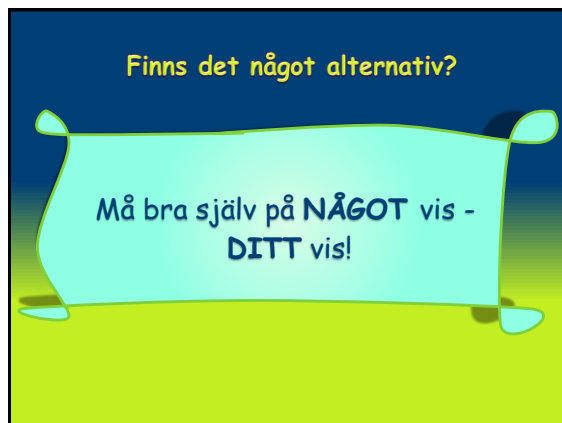 Finns det något alternativ?
Må bra själv på NÅGOT vis -
DITT vis!